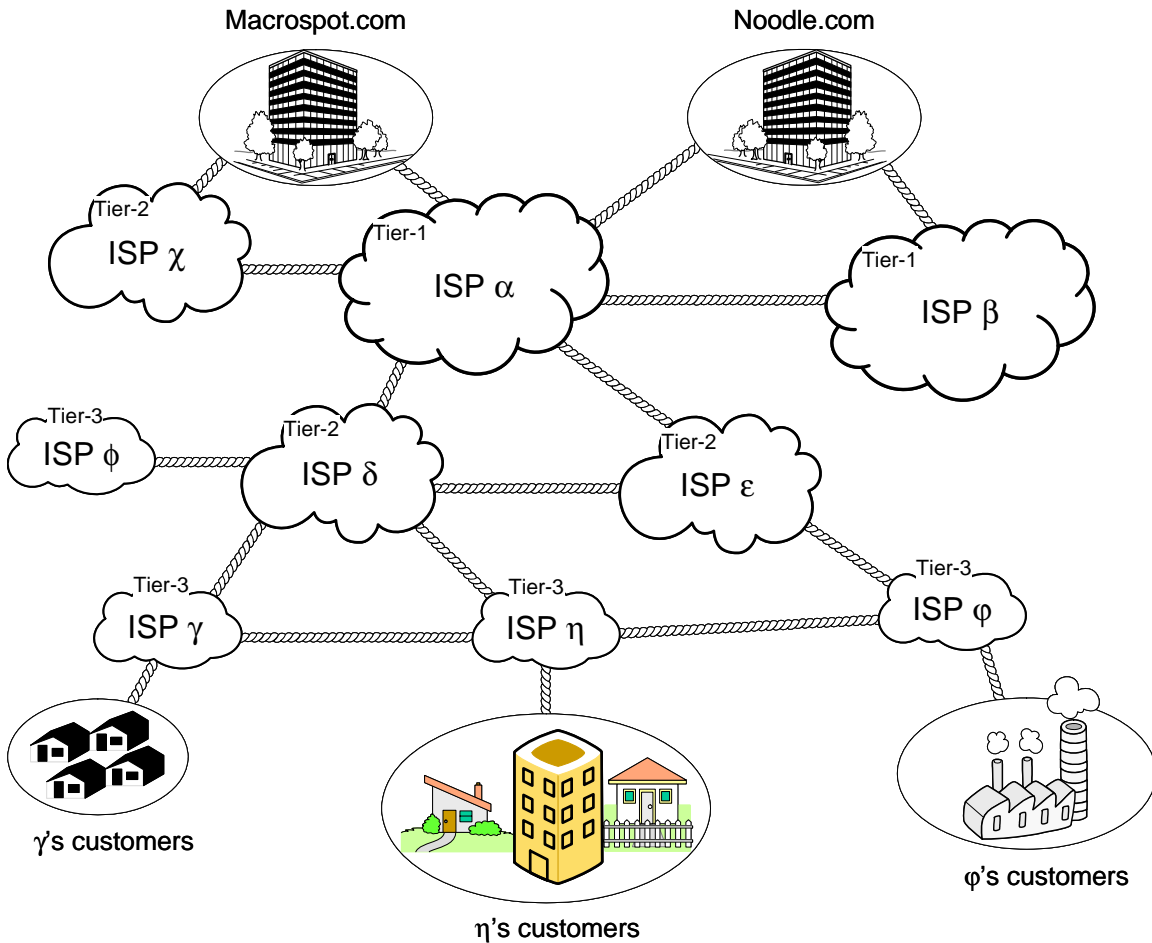 Macrospot.com
Noodle.com
Tier-2
ISP χ
Tier-1
ISP α
Tier-1
ISP β
Tier-3
ISP ϕ
Tier-2
ISP δ
Tier-2
ISP ε
Tier-3
ISP γ
Tier-3
ISP η
Tier-3
ISP φ
γ's customers
η's customers
φ's customers